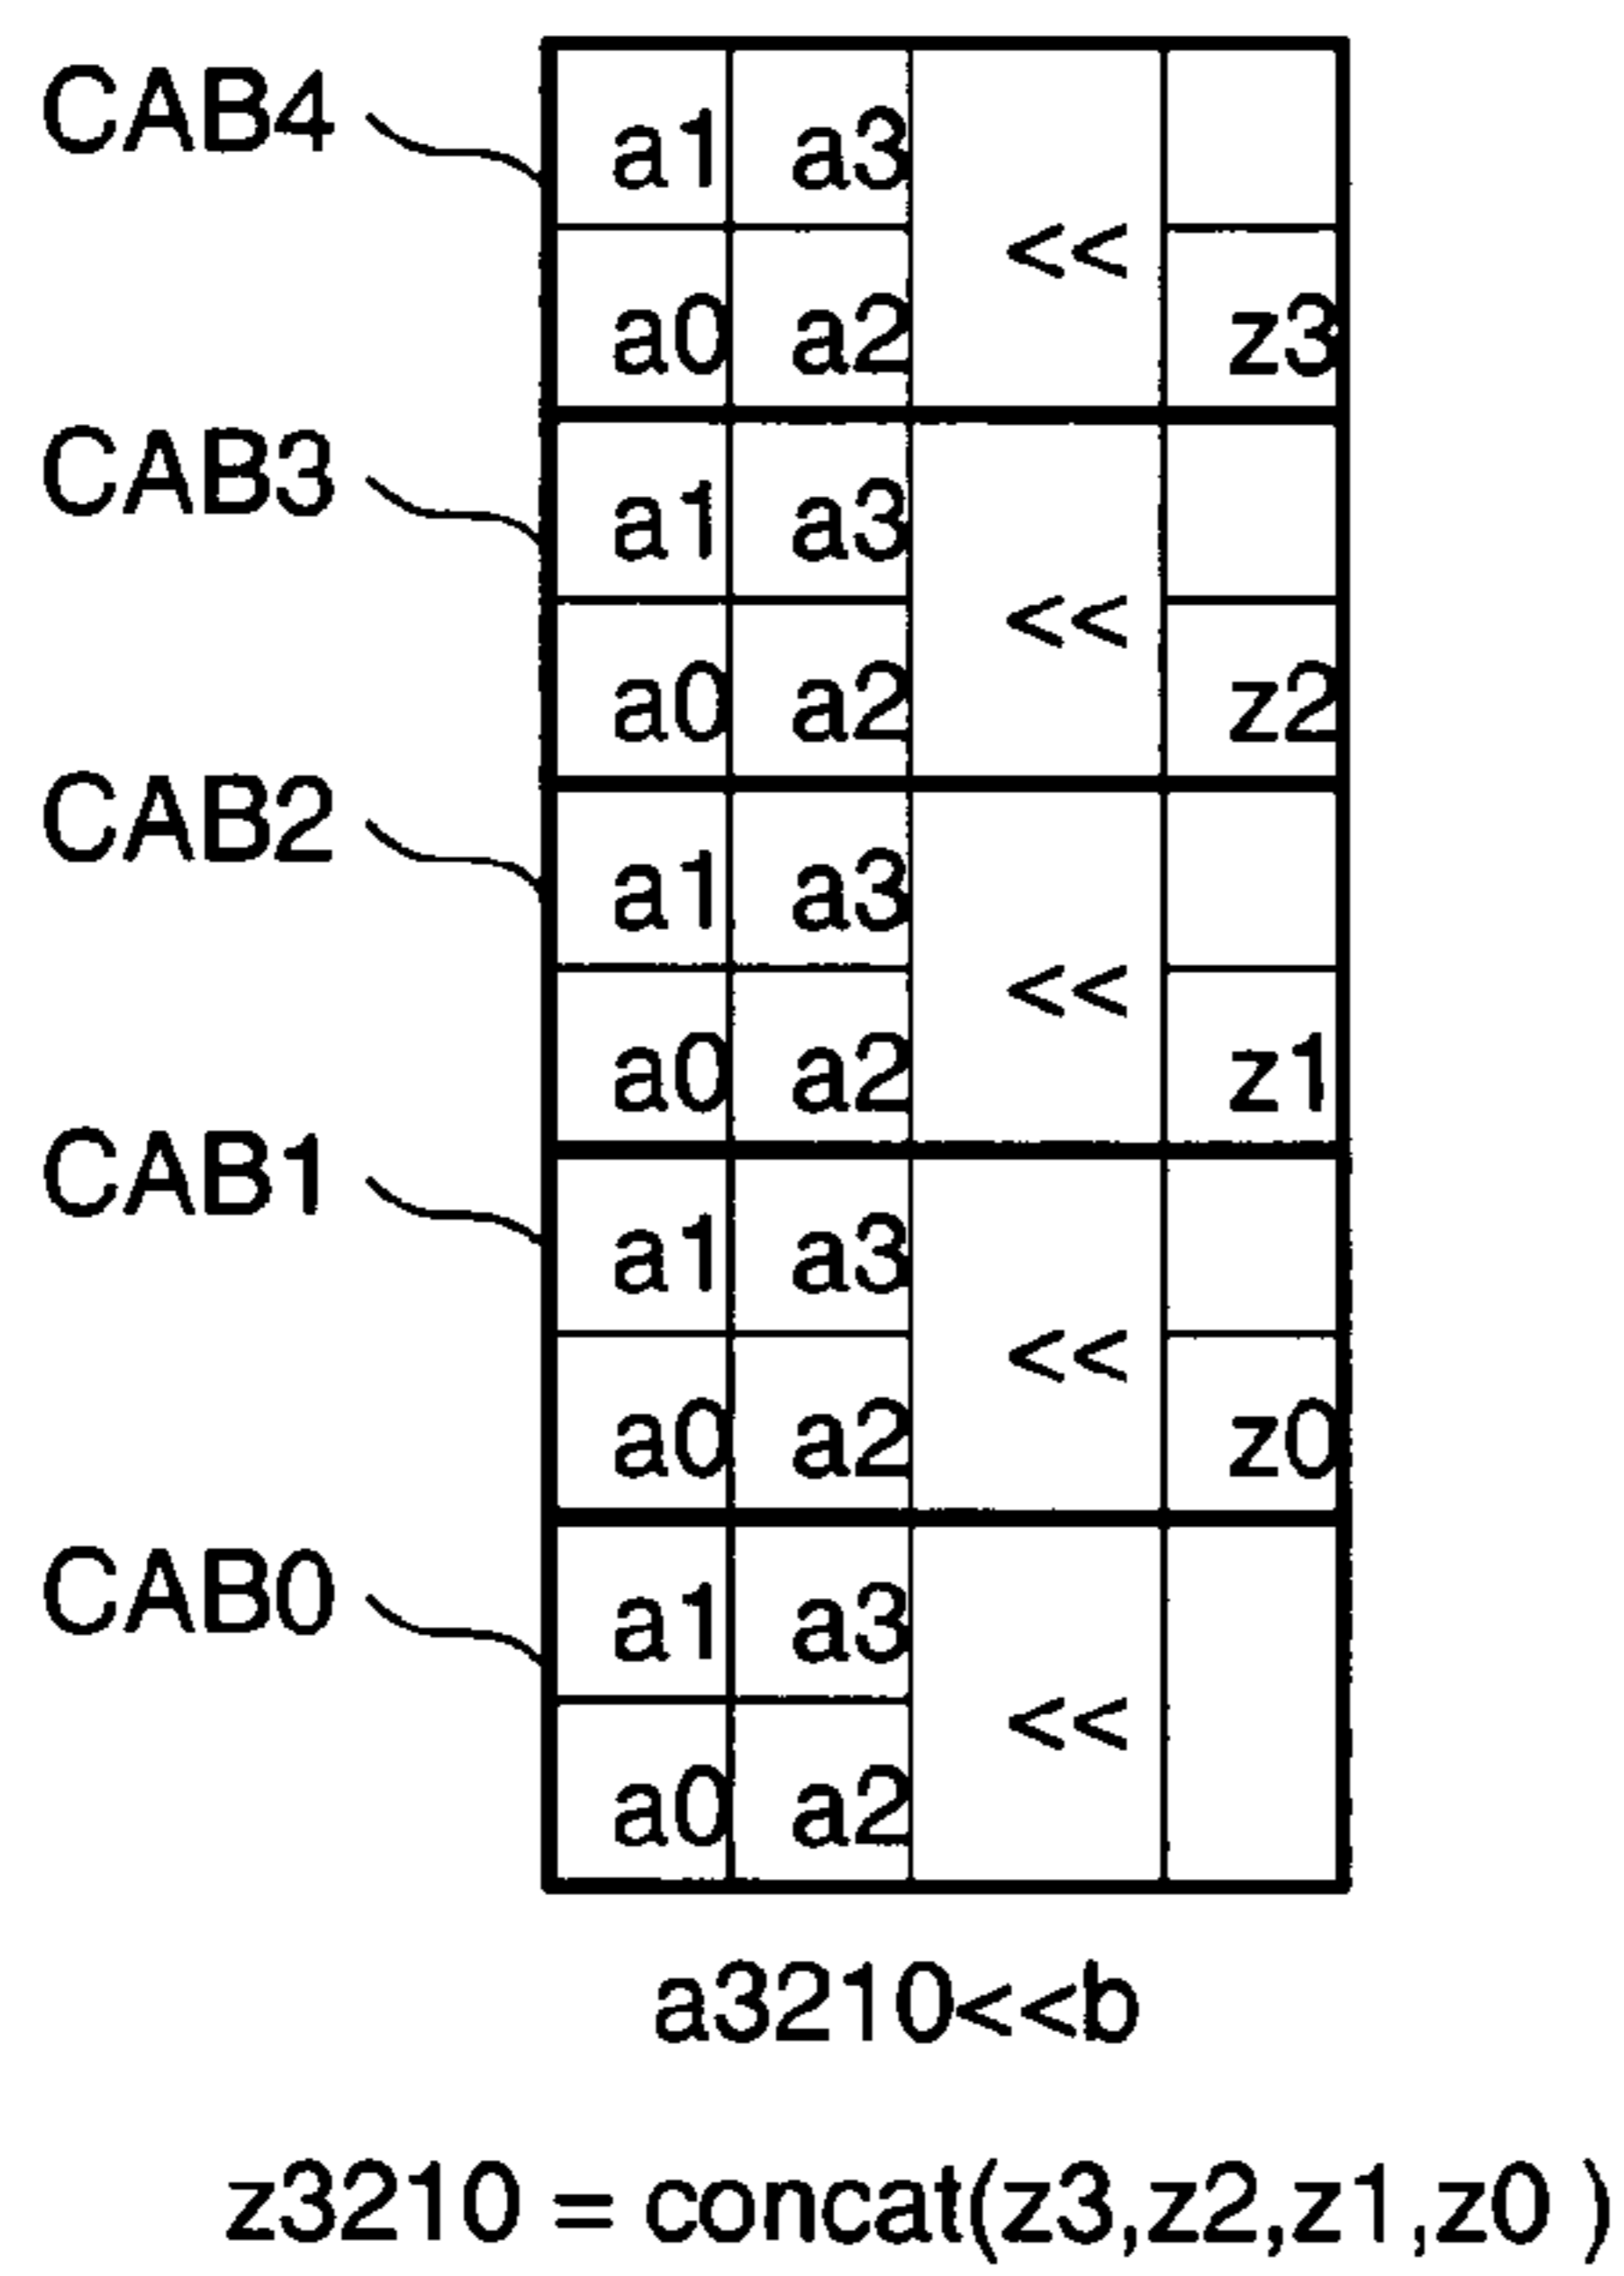 CAB4 a1 a3
<<
a0 a2 z3
CAB3 a1 a3
<<
a0 a2 z2
CAB2 a1 a3
<<
a0 a2 z1
CAB1 a1 a3
<<
a0 a2 z0
CAB0 a1 a3
<<
a0 a2
a3210<<b
z3210 = concat(z3,z2,z1,z0 )